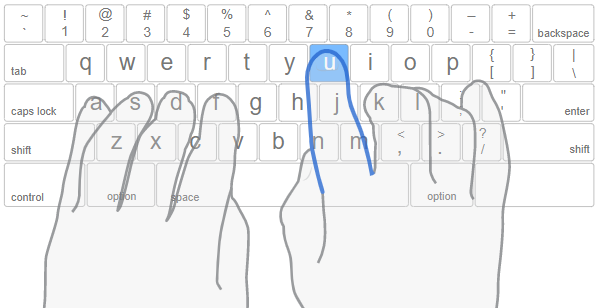 ~ ! @ # $ % ^ & * ( ) – +
` 1 2 3 4 5 6 7 8 9 0 - = backspace
tab q w e r t y u i o p { [ } ] | \
caps lock a s d f g h j k l : ; " ' enter
shift z x c v b n m < , > . ? / shift
control option space option